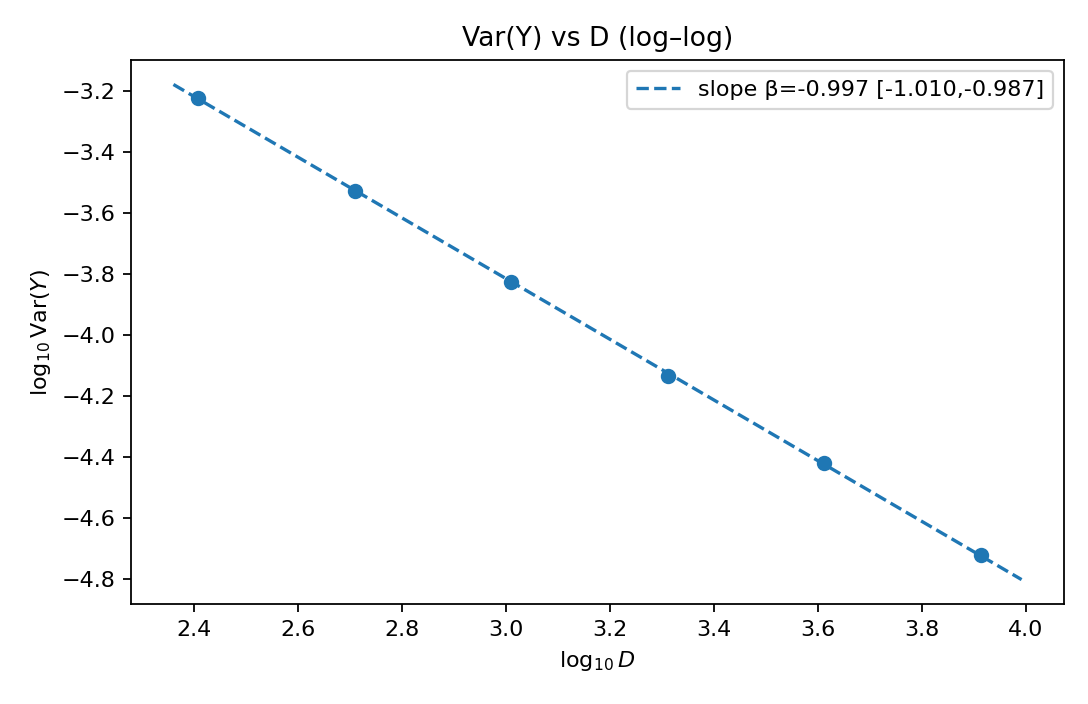 Var(Y) vs D (log–log)
slope β=-0.997 [-1.010,-0.987]
−3.2
−3.4
−3.6
−3.8
−4.0
−4.2
−4.4
−4.6
−4.8
log10 Var(Y)
2.4 2.6 2.8 3.0 3.2 3.4 3.6 3.8 4.0
log10 D